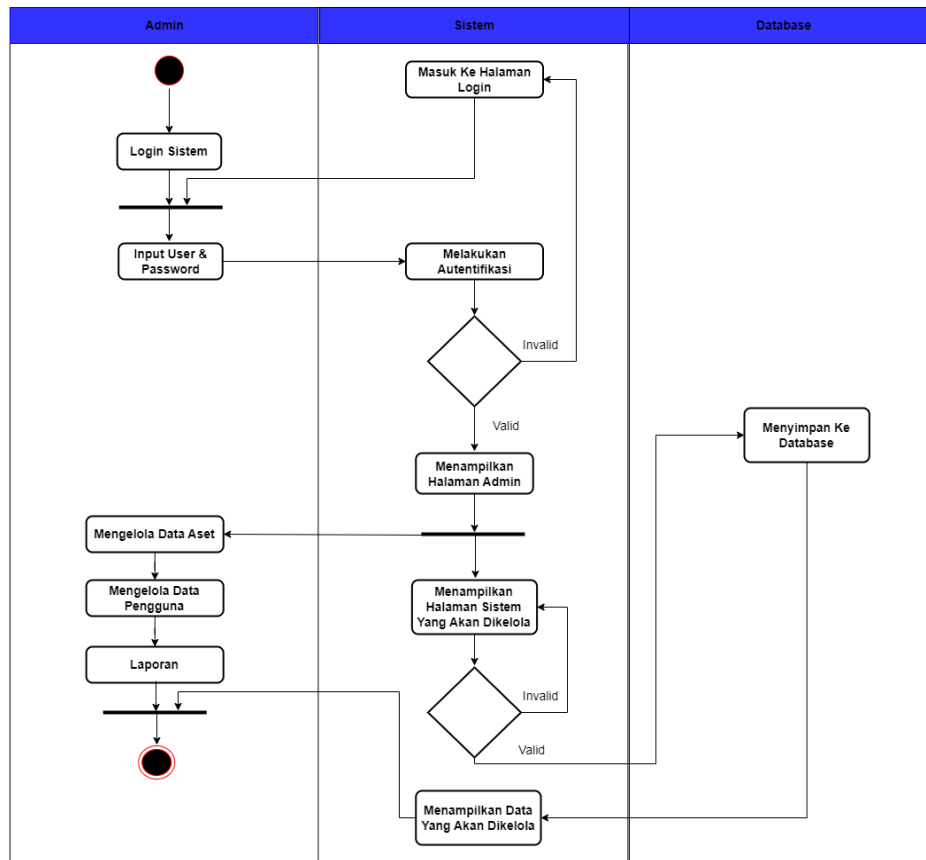 Admin
Sistem
Database
Masuk Ke Halaman
Login
Login Sistem
Input User &
Password
Melakukan
Autentifikasi
Invalid
Valid
Menyimpan Ke
Database
Menampilkan
Halaman Admin
Mengelola Data Aset
Mengelola Data
Pengguna
Menampilkan
Halaman Sistem
Yang Akan Dikelola
Laporan
Invalid
Valid
Menampilkan Data
Yang Akan Dikelola